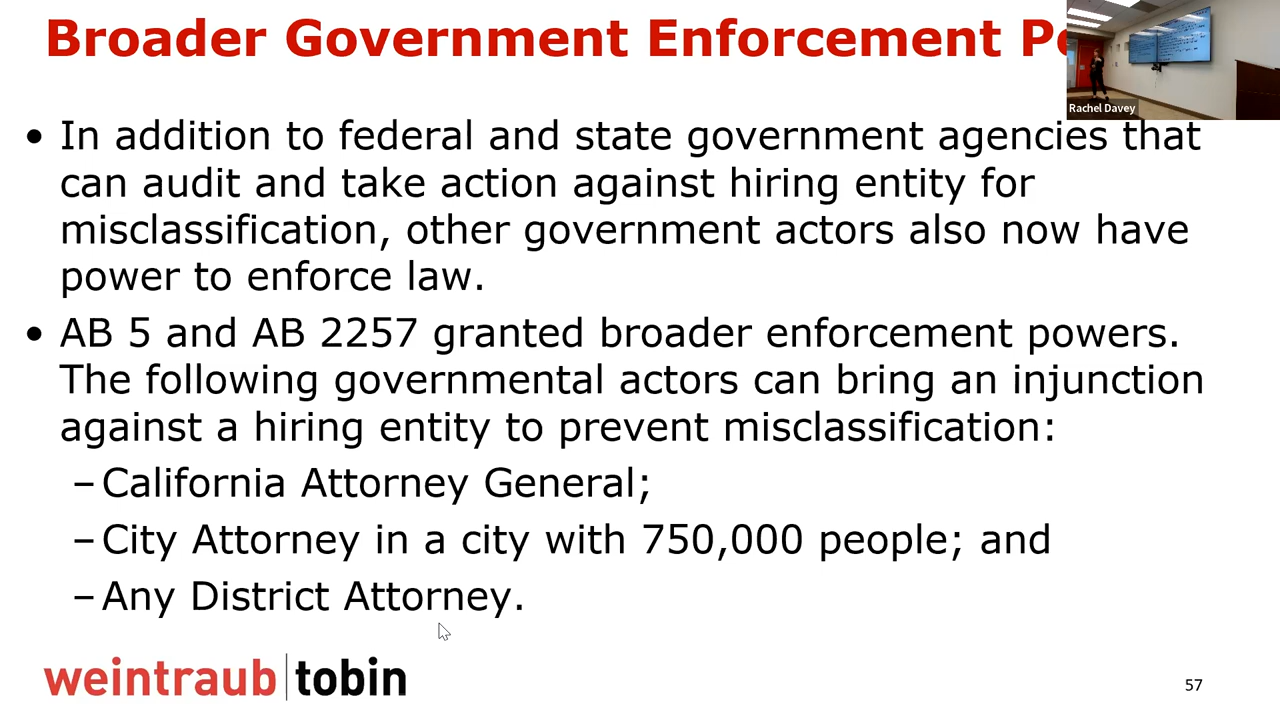 Broader Government Enforcement
Rachel Davey
• In addition to federal and state government agencies that
can audit and take action against hiring entity for
misclassification, other government actors also now have
power to enforce law.
• AB 5 and AB 2257 granted broader enforcement powers.
The following governmental actors can bring an injunction
against a hiring entity to prevent misclassification:
– California Attorney General;
– City Attorney in a city with 750,000 people; and
– Any District Attorney.
weintraub tobin
57